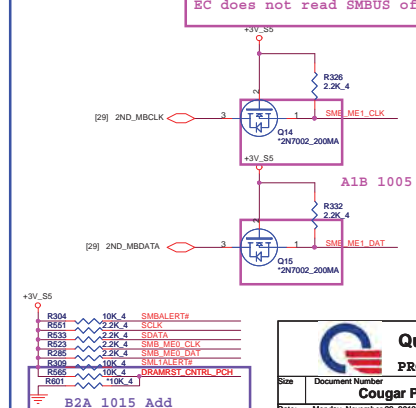 EC does not read SMBUS of
+3V_S5
R326
2.2K_4
2
[29] 2ND_MBCLK
3
1
SMB_ME1_CLK
Q14
*2N7002_200MA
+3V_S5
A1B 1005
R332
2.2K_4
2
[29] 2ND_MBDATA
3
1
SMB_ME1_DAT
Q15
*2N7002_200MA
+3V_S5
R304 10K_4 SMBALERT#
R551 2.2K_4 SCLK
R533 2.2K_4 SDATA
R523 2.2K_4 SMB_ME0_CLK
R285 2.2K_4 SMB_ME0_DAT
R309 10K_4 SML1ALERT#
R565 10K_4 DRAMRST_CNTRL_PCH
R601 *10K_4
B2A 1015 Add
Qu
PR
Size Document Number
Cougar P